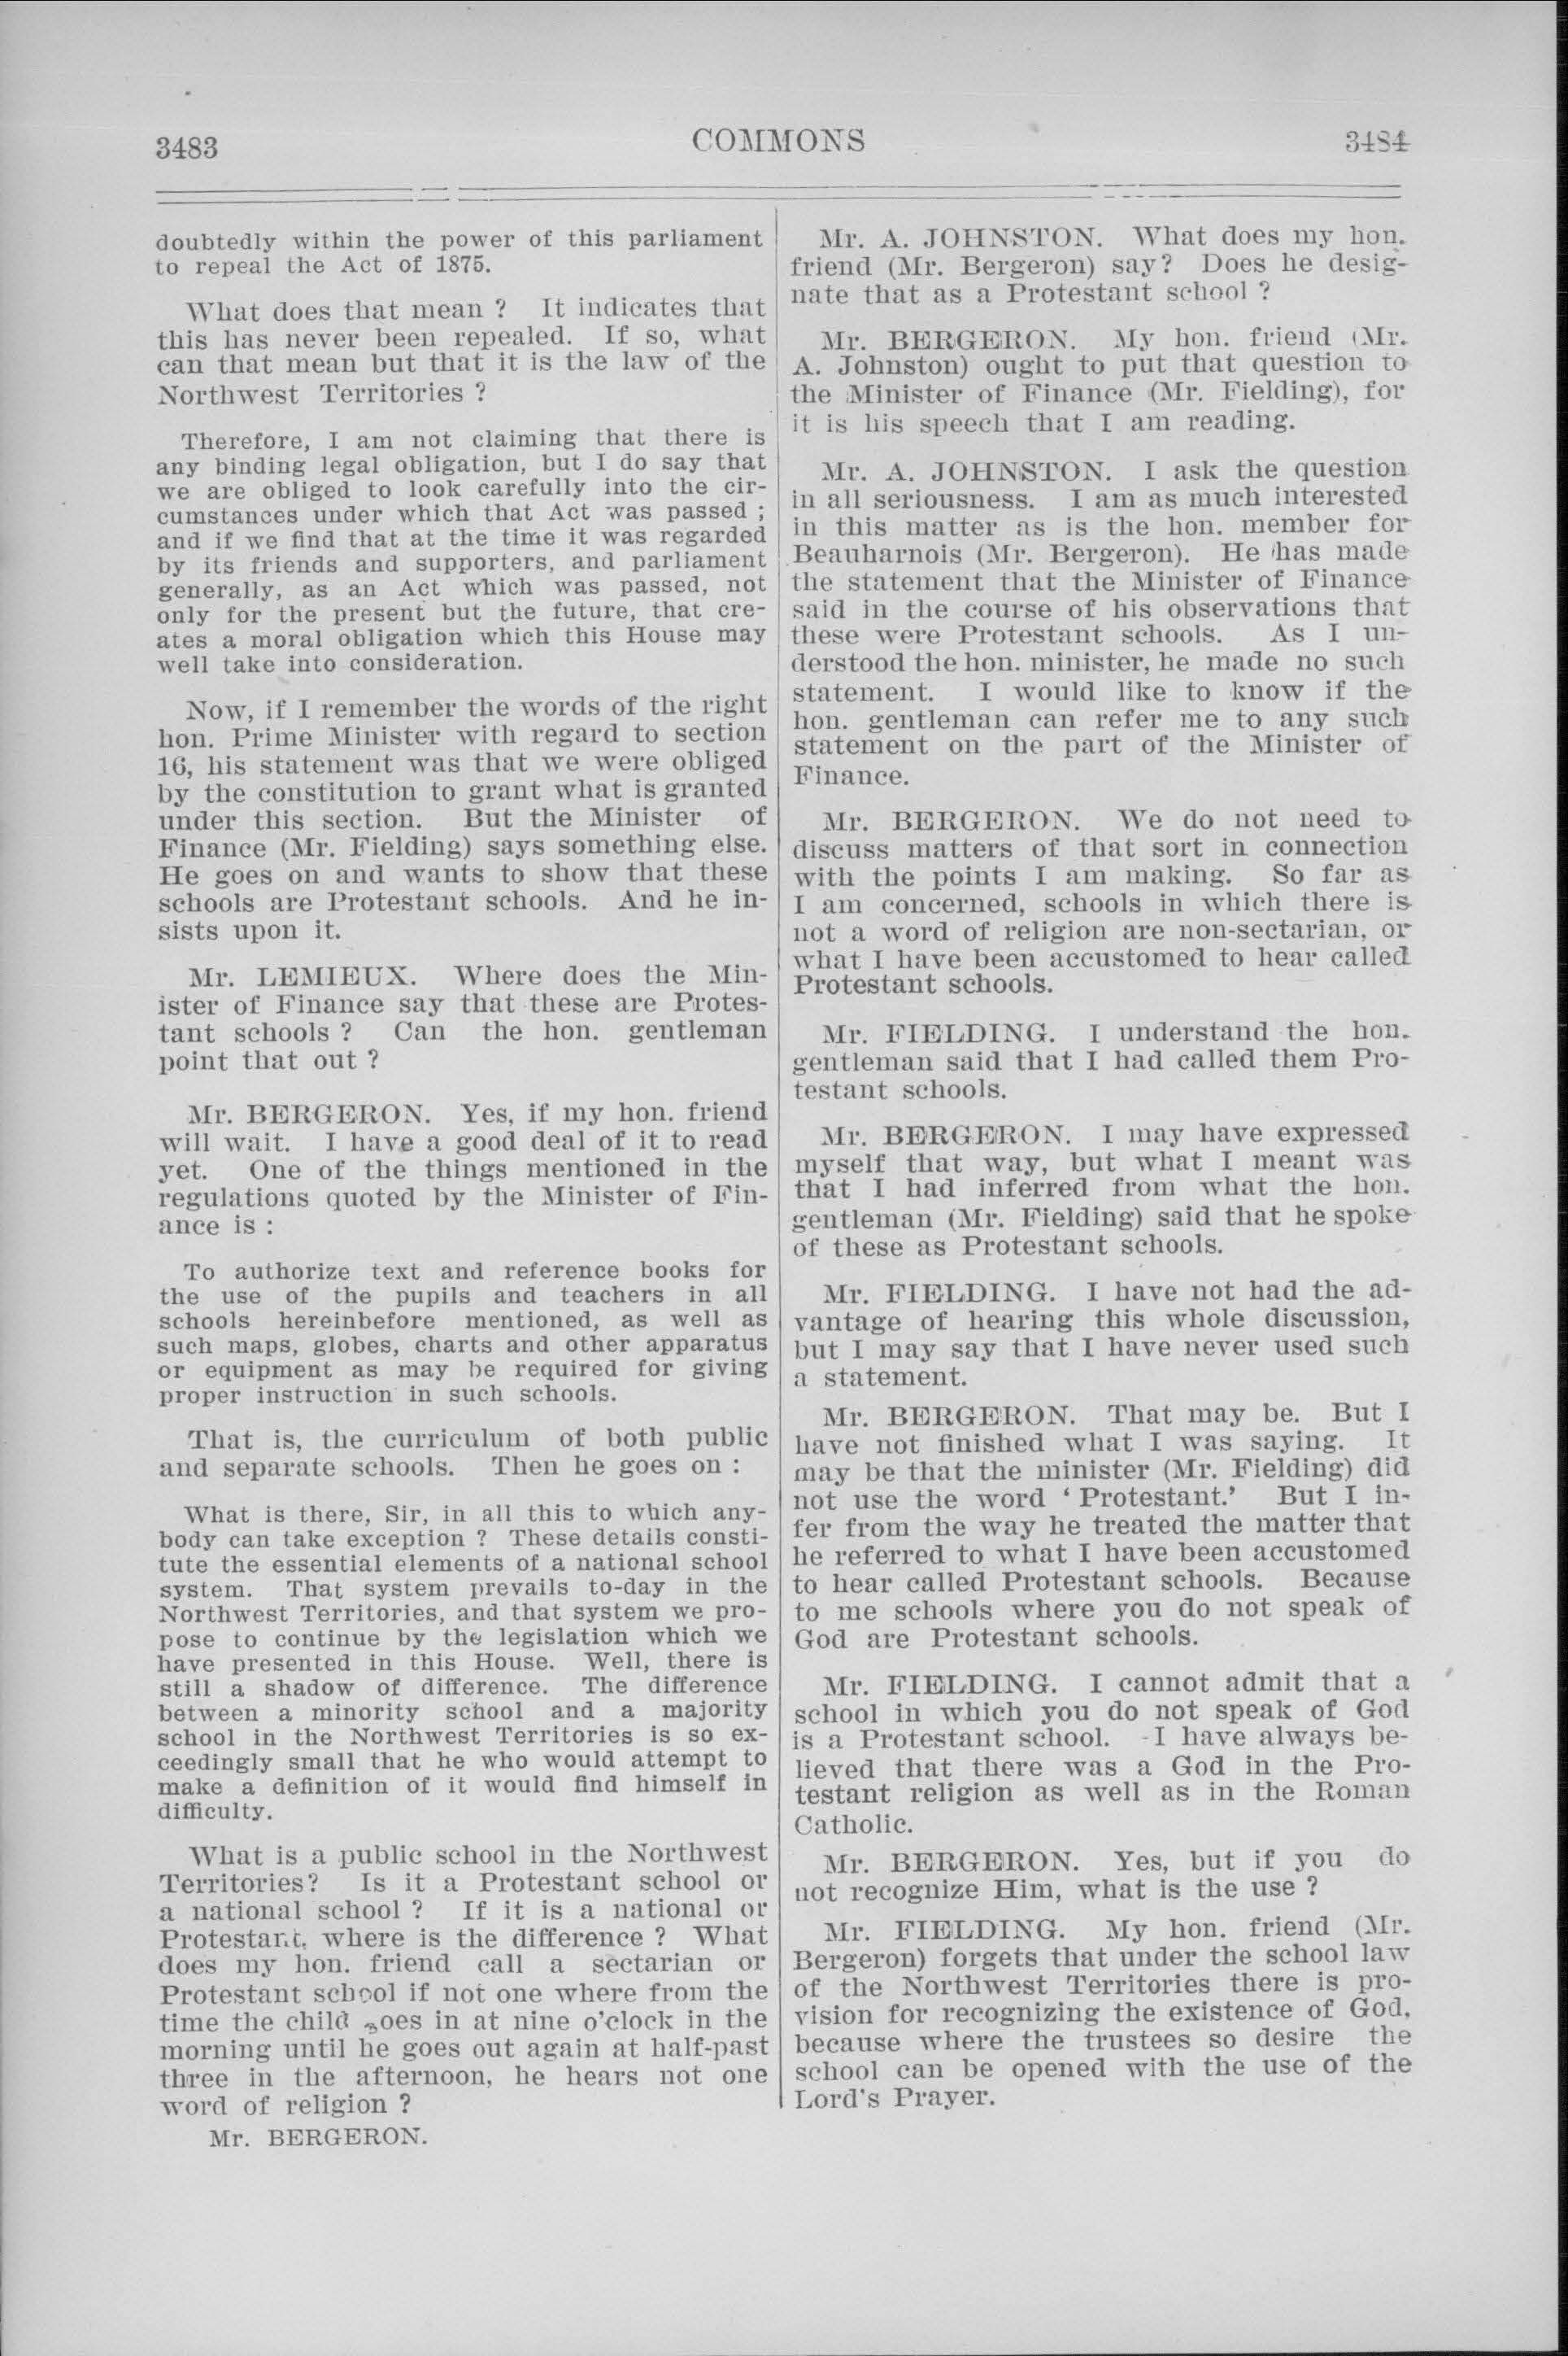 3483
COMMONS
3484
doubtedly within the power of this parliament
to repeal the Act of 1875.
What does that mean ? It indicates that
this has never been repealed. If so, what
can that mean but that it is the law of the
Northwest Territories ?
Therefore, I am not claiming that there is
any binding legal obligation, but I do say that
we are obliged to look carefully into the cir-
cumstances under which that Act was passed ;
and if we find that at the time it was regarded
by its friends and supporters, and parliament
generally, as an Act which was passed, not
only for the present but the future, that cre-
ates a moral obligation which this House may
well take into consideration.
Now, if I remember the words of the right
hon. Prime Minister with regard to section
16, his statement was that we were obliged
by the constitution to grant what is granted
under this section. But the Minister of
Finance (Mr. Fielding) says something else.
He goes on and wants to show that these
schools are Protestant schools. And he in-
sists upon it.
Mr. LEMIEUX. Where does the Min-
ister of Finance say that these are Protes-
tant schools ? Can the hon. gentleman
point that out ?
Mr. BERGERON. Yes, if my hon. friend
will wait. I have a good deal of it to read
yet. One of the things mentioned in the
regulations quoted by the Minister of Fin-
ance is :
To authorize text and reference books for
the use of the pupils and teachers in all
schools hereinbefore mentioned, as well as
such maps, globes, charts and other apparatus
or equipment as may be required for giving
proper instruction in such schools.
That is, the curriculum of both public
and separate schools. Then he goes on :
What is there, Sir, in all this to which any-
body can take exception ? These details consti-
tute the essential elements of a national school
system. That system prevails to-day in the
Northwest Territories, and that system we pro-
pose to continue by the legislation which we
have presented in this House. Well, there is
still a shadow of difference. The difference
between a minority school and a majority
school in the Northwest Territories is so ex-
ceedingly small that he who would attempt to
make a definition of it would find himself in
difficulty.
What is a public school in the Northwest
Territories? Is it a Protestant school or
a national school ? If it is a national or
Protestant, where is the difference ? What
does my hon. friend call a sectarian or
Protestant school if not one where from the
time the child goes in at nine o'clock in the
morning until he goes out again at half-past
three in the afternoon, he hears not one
word of religion ?
Mr. BERGERON.
Mr. A. JOHNSTON. What does my hon.
friend (Mr. Bergeron) say? Does he desig-
nate that as a Protestant school ?
Mr. BERGERON. My hon. friend (Mr.
A. Johnston) ought to put that question to
the Minister of Finance (Mr. Fielding), for
it is his speech that I am reading.
Mr. A. JOHNSTON. I ask the question
in all seriousness. I am as much interested
in this matter as is the hon. member for
Beauharnois (Mr. Bergeron). He has made
the statement that the Minister of Finance
said in the course of his observations that
these were Protestant schools. As I un-
derstood the hon. minister, he made no such
statement. I would like to know if the
hon. gentleman can refer me to any such
statement on the part of the Minister of
Finance.
Mr. BERGERON. We do not need to
discuss matters of that sort in connection
with the points I am making. So far as
I am concerned, schools in which there is
not a word of religion are non-sectarian, or
what I have been accustomed to hear called
Protestant schools.
Mr. FIELDING. I understand the hon.
gentleman said that I had called them Pro-
testant schools.
Mr. BERGERON. I may have expressed
myself that way, but what I meant was
that I had inferred from what the hon.
gentleman (Mr. Fielding) said that he spoke
of these as Protestant schools.
Mr. FIELDING. I have not had the ad-
vantage of hearing this whole discussion,
but I may say that I have never used such
a statement.
Mr. BERGERON. That may be. But I
have not finished what I was saying. It
may be that the minister (Mr. Fielding) did
not use the word ‘ Protestant.’ But I in-
fer from the way he treated the matter that
he referred to what I have been accustomed
to hear called Protestant schools. Because
to me schools where you do not speak of
God are Protestant schools.
Mr. FIELDING. I cannot admit that a
school in which you do not speak of God
is a Protestant school. I have always be-
lieved that there was a God in the Pro-
testant religion as well as in the Roman
Catholic.
Mr. BERGERON. Yes, but if you do
not recognize Him, what is the use ?
Mr. FIELDING. My hon. friend (Mr.
Bergeron) forgets that under the school law
of the Northwest Territories there is pro-
vision for recognizing the existence of God,
because where the trustees so desire the
school can be opened with the use of the
Lord's Prayer.